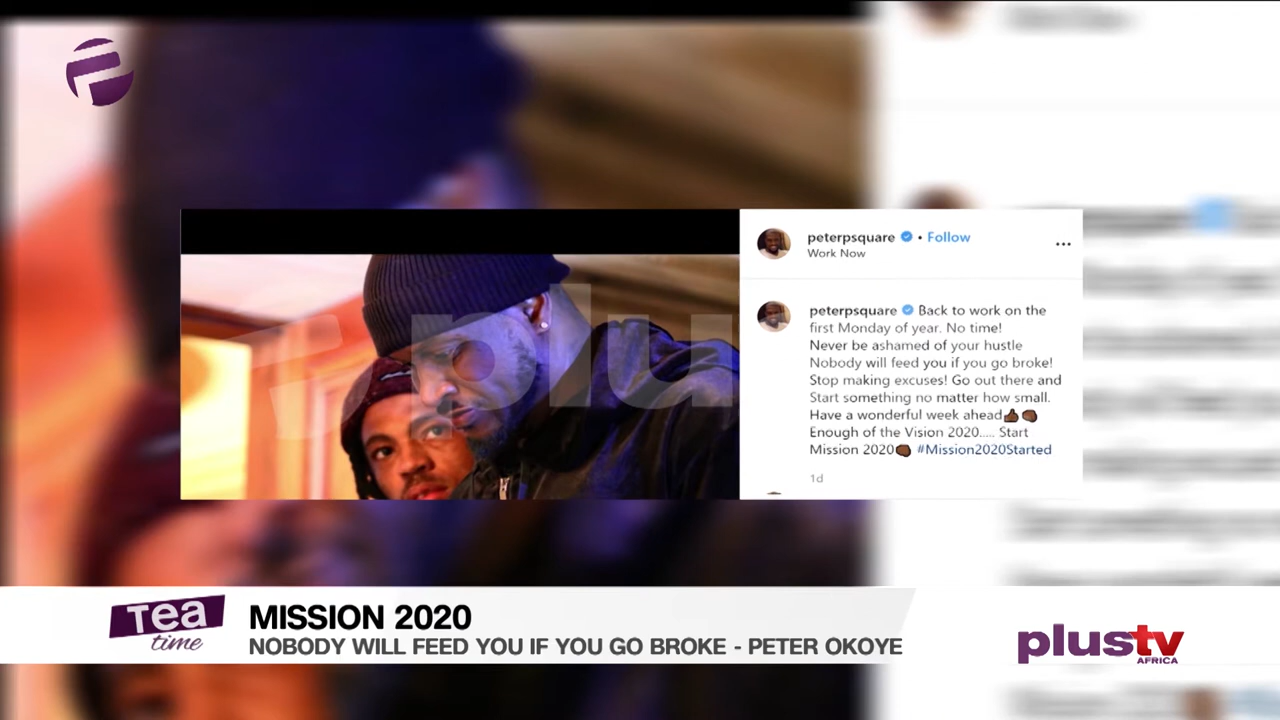 peterpsquare • Follow
Work Now
...
peterpsquare Back to work on the
first Monday of year. No time!
Never be ashamed of your hustle
Nobody will feed you if you go broke!
Stop making excuses! Go out there and
Start something no matter how small.
Have a wonderful week ahead👍🏿👊🏿
Enough of the Vision 2020..... Start
Mission 2020👊🏿 #Mission2020Started
1d
plu
Tea
time
MISSION 2020
NOBODY WILL FEED YOU IF YOU GO BROKE - PETER OKOYE
plustv
AFRICA